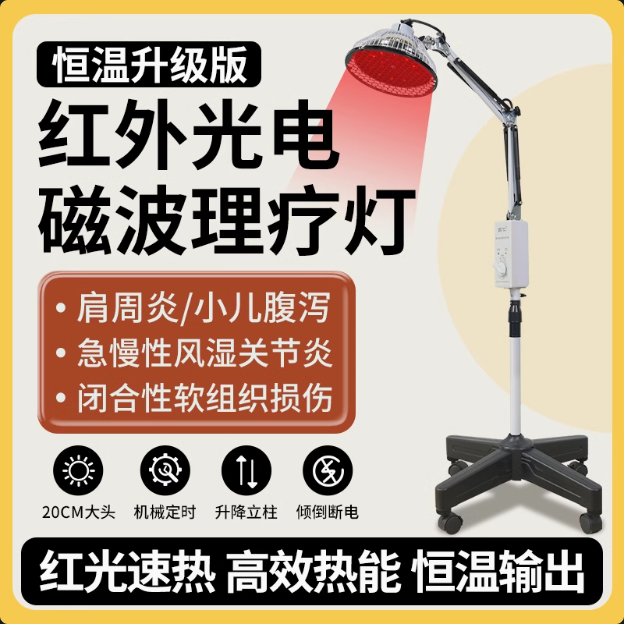 恒温升级版
红外光电
磁波理疗灯
• 肩周炎/小儿腹泻
• 急慢性风湿关节炎
• 闭合性软组织损伤
20CM大头 机械定时 升降立柱 倾倒断电
红光速热 高效热能 恒温输出